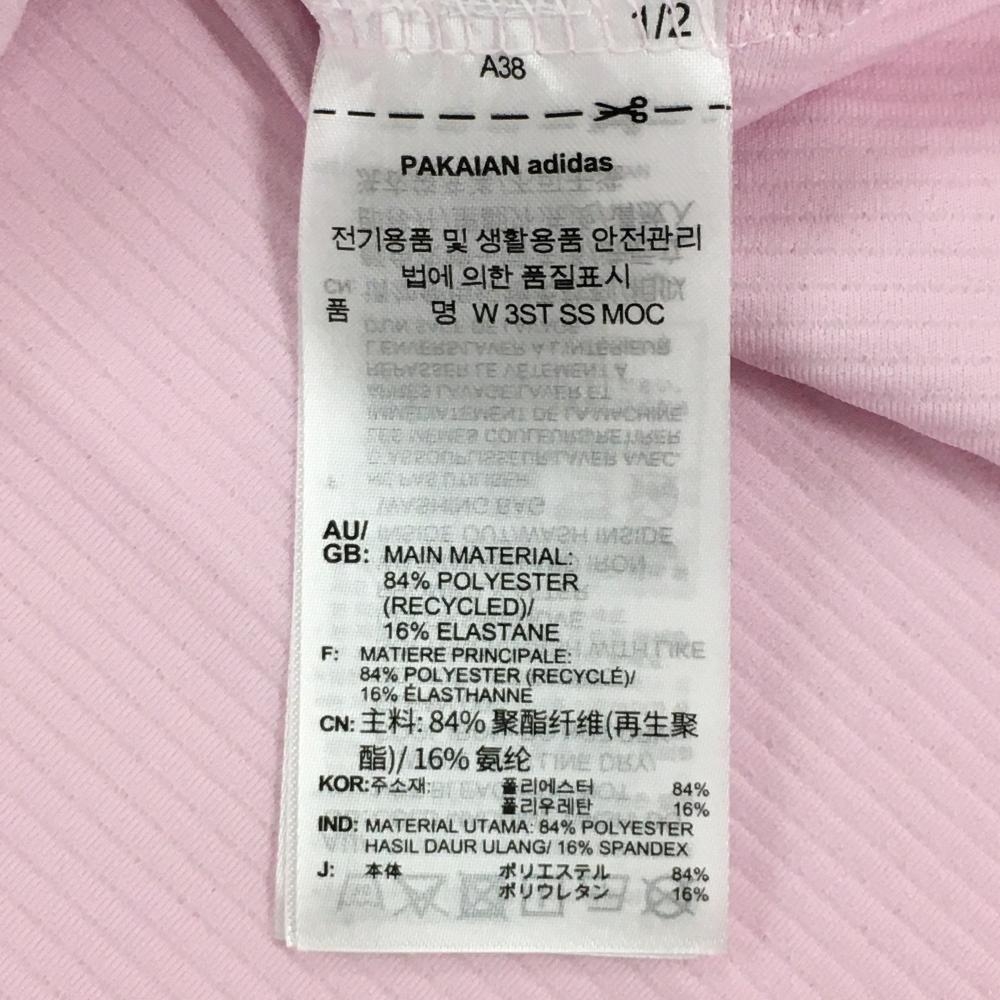 1/2
A38
PAKAIAN adidas
전기용품 및 생활용품 안전관리
법에 의한 품질표시
품 명 W 3ST SS MOC
AU/
GB: MAIN MATERIAL:
84% POLYESTER
(RECYCLED)/
16% ELASTANE
F: MATIERE PRINCIPALE:
84% POLYESTER (RECYCLÉ)/
16% ÉLASTHANNE
CN: 主料: 84% 聚酯纤维(再生聚
酯)/ 16% 氨纶
KOR:주소재: 폴리에스터 84%
폴리우레탄 16%
IND: MATERIAL UTAMA: 84% POLYESTER
HASIL DAUR ULANG/ 16% SPANDEX
J: 本体 ポリエステル 84%
ポリウレタン 16%